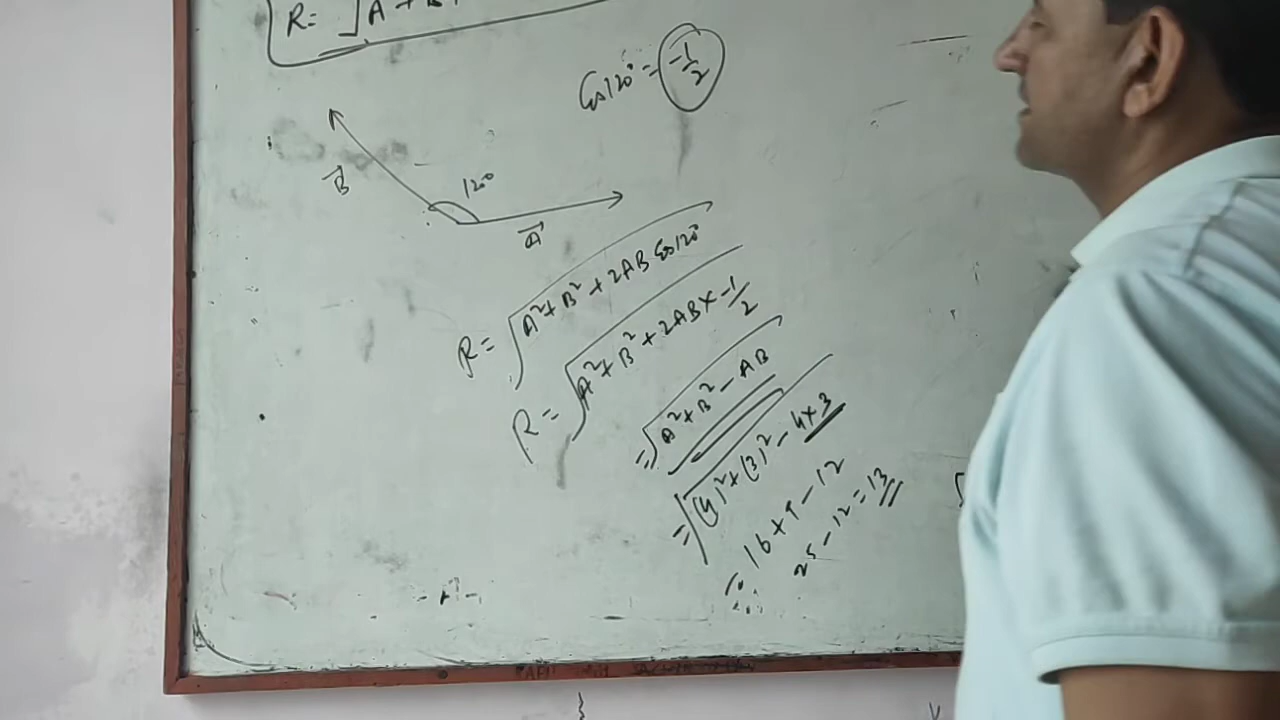 R = √A + B
Cos120° = -1/2
B⃗
120°
A⃗
R = √A² + B² + 2AB Cos120°
R = √A² + B² + 2AB × -1/2
= √A² + B² - AB
= √(4)² + (3)² - 4×3
16 + 9 - 12
25 - 12 = 13